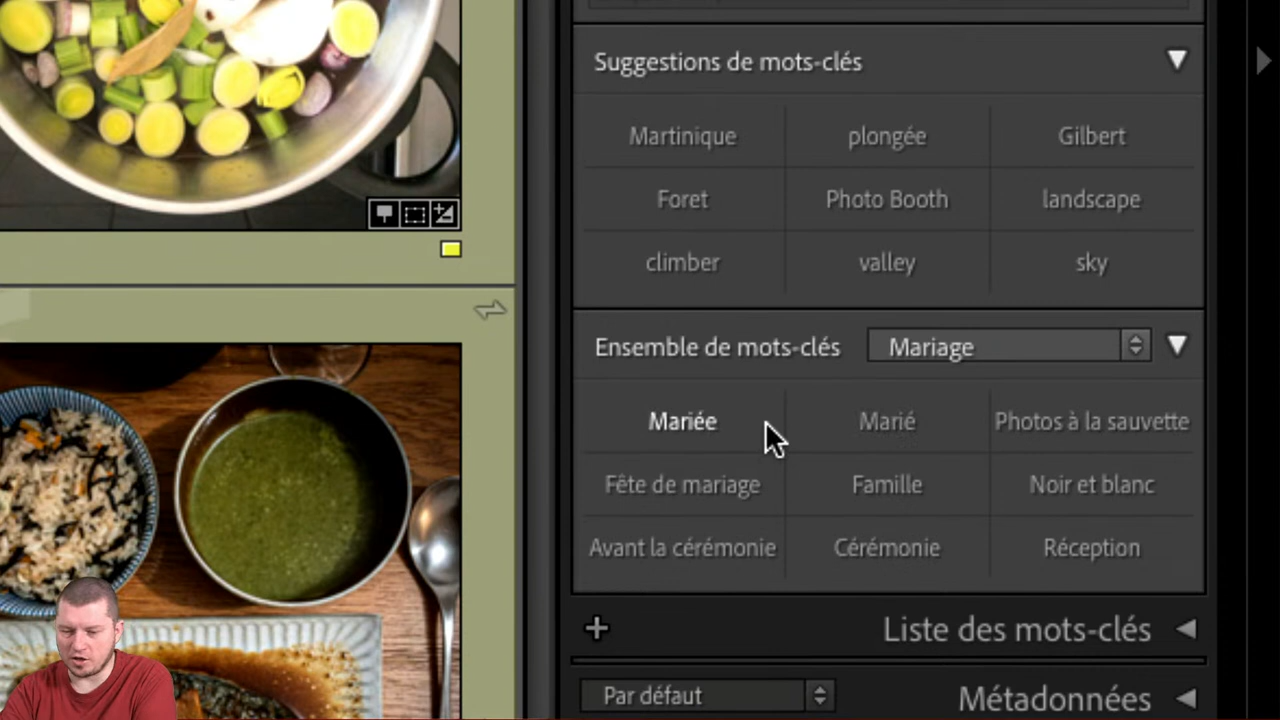 Suggestions de mots-clés
Martinique plongée Gilbert
Foret Photo Booth landscape
climber valley sky
Ensemble de mots-clés Mariage
Mariée Marié Photos à la sauvette
Fête de mariage Famille Noir et blanc
Avant la cérémonie Cérémonie Réception
Liste des mots-clés
Par défaut Métadonnées